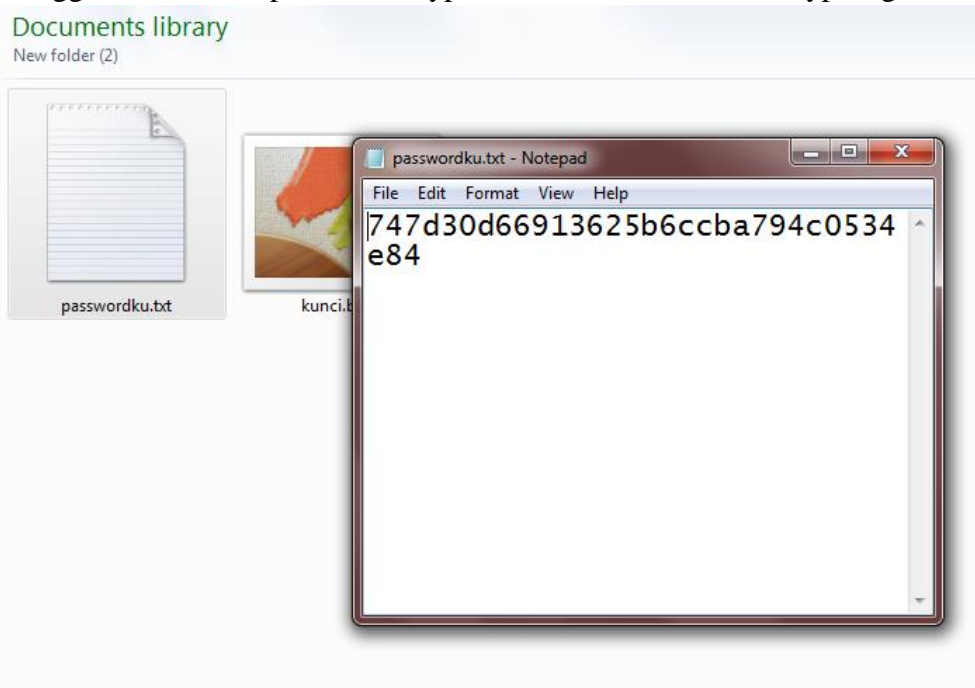 Documents library
New folder (2)
passwordku.txt - Notepad
File Edit Format View Help
747d30d66913625b6ccba794c0534
e84
passwordku.txt
kunci.b